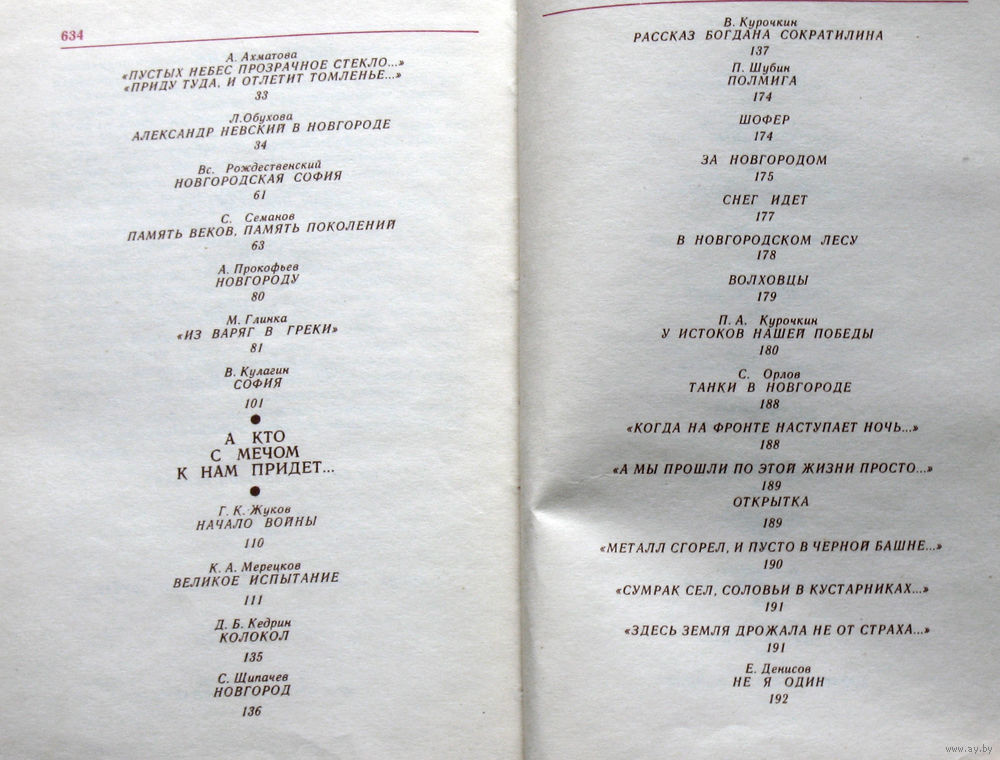 634
А. Ахматова
«ПУСТЫХ НЕБЕС ПРОЗРАЧНОЕ СТЕКЛО...»
«ПРИДУ ТУДА, И ОТЛЕТИТ ТОМЛЕНЬЕ...»
33
Л.Обухова
АЛЕКСАНДР НЕВСКИЙ В НОВГОРОДЕ
34
Вс. Рождественский
НОВГОРОДСКАЯ СОФИЯ
61
С. Семанов
ПАМЯТЬ ВЕКОВ, ПАМЯТЬ ПОКОЛЕНИЙ
63
А. Прокофьев
НОВГОРОДУ
80
М. Глинка
«ИЗ ВАРЯГ В ГРЕКИ»
81
В. Кулагин
СОФИЯ
101
А КТО
С МЕЧОМ
К НАМ ПРИДЕТ...
Г. К. Жуков
НАЧАЛО ВОЙНЫ
110
К. А. Мерецков
ВЕЛИКОЕ ИСПЫТАНИЕ
111
Д. Б. Кедрин
КОЛОКОЛ
135
С. Щипачев
НОВГОРОД
136
В. Курочкин
РАССКАЗ БОГДАНА СОКРАТИЛИНА
137
П. Шубин
ПОЛМИГА
174
ШОФЕР
174
ЗА НОВГОРОДОМ
175
СНЕГ ИДЕТ
177
В НОВГОРОДСКОМ ЛЕСУ
178
ВОЛХОВЦЫ
179
П. А. Курочкин
У ИСТОКОВ НАШЕЙ ПОБЕДЫ
180
С. Орлов
ТАНКИ В НОВГОРОДЕ
188
«КОГДА НА ФРОНТЕ НАСТУПАЕТ НОЧЬ...»
188
«А МЫ ПРОШЛИ ПО ЭТОЙ ЖИЗНИ ПРОСТО...»
189
ОТКРЫТКА
189
«МЕТАЛЛ СГОРЕЛ, И ПУСТО В ЧЕРНОЙ БАШНЕ...»
190
«СУМРАК СЕЛ, СОЛОВЬИ В КУСТАРНИКАХ...»
191
«ЗДЕСЬ ЗЕМЛЯ ДРОЖАЛА НЕ ОТ СТРАХА...»
191
Е. Денисов
НЕ Я ОДИН
192
www.ay.by